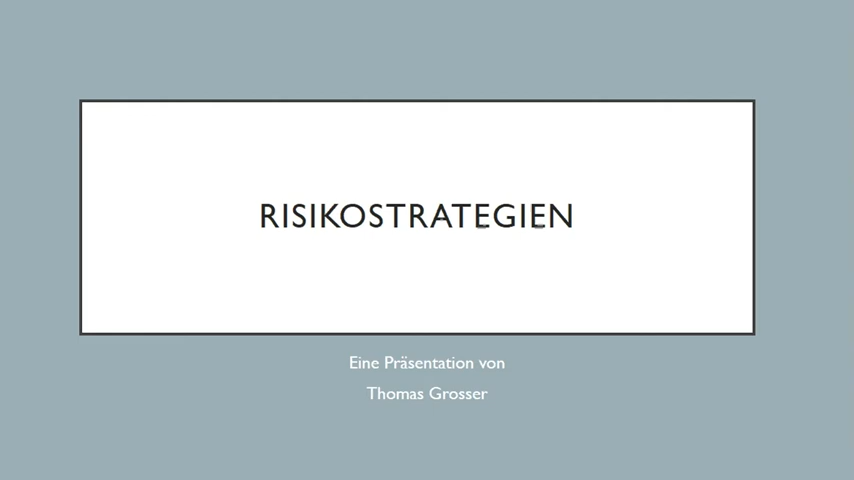 RISIKOSTRATEGIEN
Eine Präsentation von
Thomas Grosser